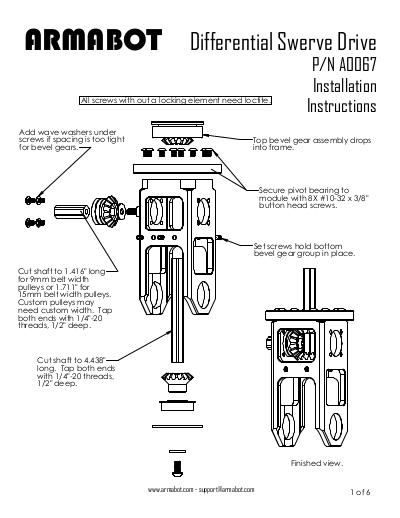 ARMABOT
Differential Swerve Drive
P/N A0067
Installation
Instructions
All screws with out a locking element need loctite.
Add wave washers under
screws if spacing is too tight
for bevel gears.
Top bevel gear assembly drops
into frame.
Secure pivot bearing to
module with 8X #10-32 x 3/8"
button head screws.
Set screws hold bottom
bevel gear group in place.
Cut shaft to 1.416" long
for 9mm belt width
pulleys or 1.711" for
15mm belt width pulleys.
Custom pulleys may
need custom width. Tap
both ends with 1/4"-20
threads, 1/2" deep.
Cut shaft to 4.438"
long. Tap both ends
with 1/4"-20 threads,
1/2" deep.
Finished view.
www.armabot.com - support@armabot.com
1 of 6